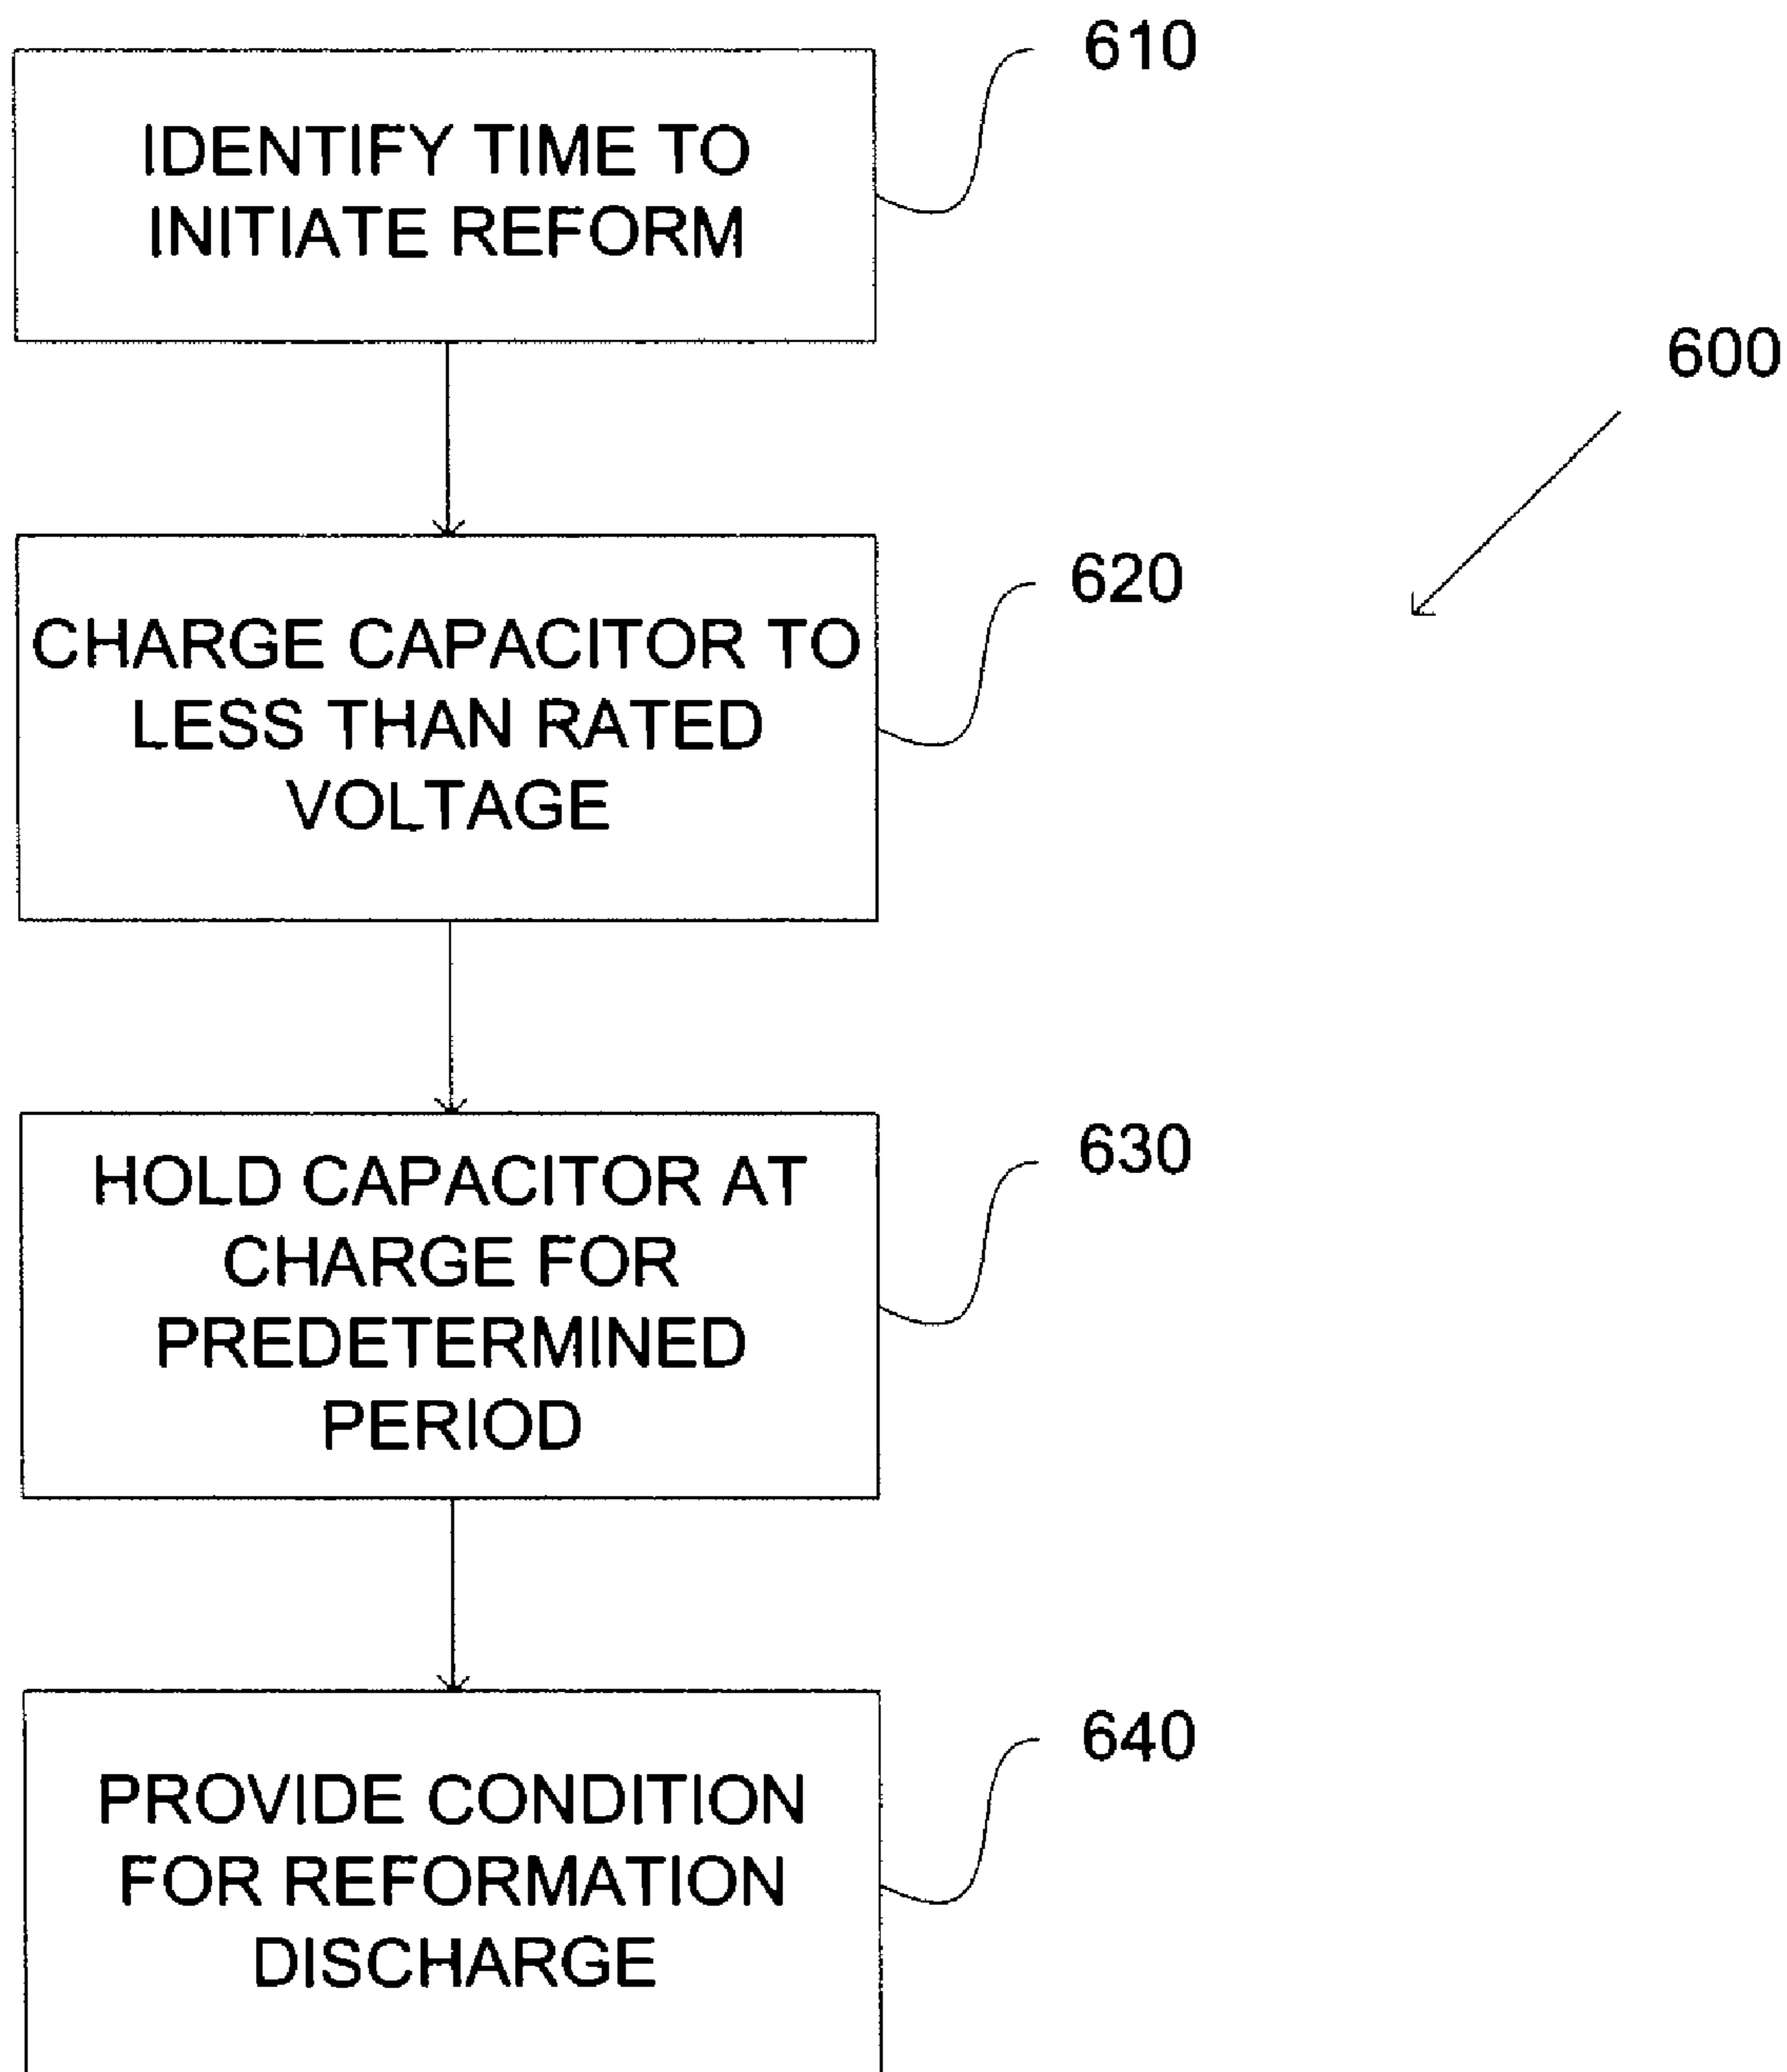 610
IDENTIFY TIME TO
INITIATE REFORM
600
620
CHARGE CAPACITOR TO
LESS THAN RATED
VOLTAGE
630
HOLD CAPACITOR AT
CHARGE FOR
PREDETERMINED
PERIOD
640
PROVIDE CONDITION
FOR REFORMATION
DISCHARGE